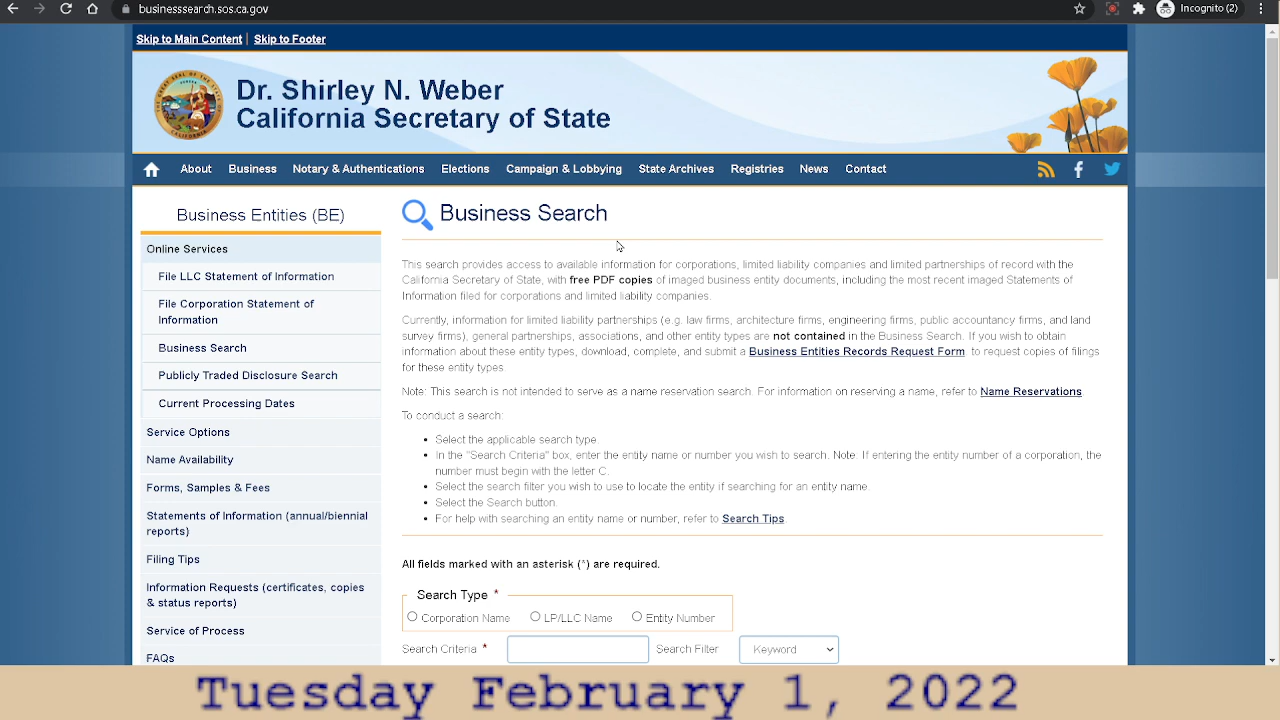 businesssearch.sos.ca.gov
Incognito (2)
Skip to Main Content | Skip to Footer
Dr. Shirley N. Weber
California Secretary of State
About Business Notary & Authentications Elections Campaign & Lobbying State Archives Registries News Contact
Business Entities (BE)
Online Services
File LLC Statement of Information
File Corporation Statement of
Information
Business Search
Publicly Traded Disclosure Search
Current Processing Dates
Service Options
Name Availability
Forms, Samples & Fees
Statements of Information (annual/biennial
reports)
Filing Tips
Information Requests (certificates, copies
& status reports)
Service of Process
FAQs
Business Search
This search provides access to available information for corporations, limited liability companies and limited partnerships of record with the
California Secretary of State, with free PDF copies of imaged business entity documents, including the most recent imaged Statements of
Information filed for corporations and limited liability companies.
Currently, information for limited liability partnerships (e.g. law firms, architecture firms, engineering firms, public accountancy firms, and land
survey firms), general partnerships, associations, and other entity types are not contained in the Business Search. If you wish to obtain
information about these entity types, download, complete, and submit a Business Entities Records Request Form to request copies of filings
for these entity types.
Note: This search is not intended to serve as a name reservation search. For information on reserving a name, refer to Name Reservations.
To conduct a search:
• Select the applicable search type.
• In the "Search Criteria" box, enter the entity name or number you wish to search. Note: If entering the entity number of a corporation, the
number must begin with the letter C.
• Select the search filter you wish to use to locate the entity if searching for an entity name.
• Select the Search button.
• For help with searching an entity name or number, refer to Search Tips.
All fields marked with an asterisk (*) are required.
Search Type *
Corporation Name LP/LLC Name Entity Number
Search Criteria * Search Filter Keyword
Tuesday February 1, 2022